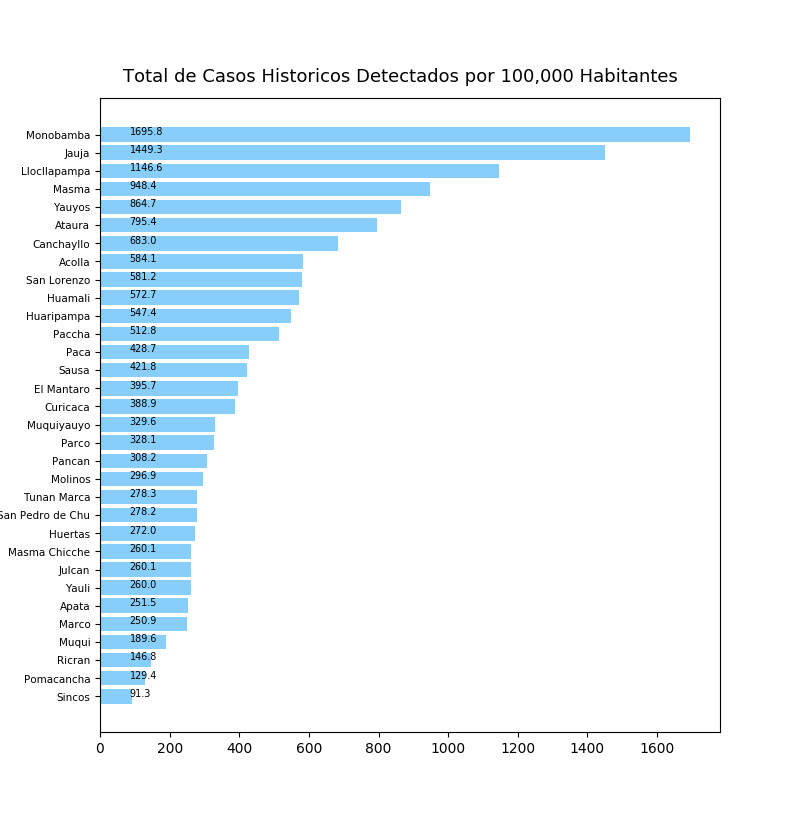 Total de Casos Historicos Detectados por 100,000 Habitantes
Monobamba 1695.8
Jauja 1449.3
Llocllapampa 1146.6
Masma 948.4
Yauyos 864.7
Ataura 795.4
Canchayllo 683.0
Acolla 584.1
San Lorenzo 581.2
Huamali 572.7
Huaripampa 547.4
Paccha 512.8
Paca 428.7
Sausa 421.8
El Mantaro 395.7
Curicaca 388.9
Muquiyauyo 329.6
Parco 328.1
Pancan 308.2
Molinos 296.9
Tunan Marca 278.3
San Pedro de Chu 278.2
Huertas 272.0
Masma Chicche 260.1
Julcan 260.1
Yauli 260.0
Apata 251.5
Marco 250.9
Muqui 189.6
Ricran 146.8
Pomacancha 129.4
Sincos 91.3
0 200 400 600 800 1000 1200 1400 1600